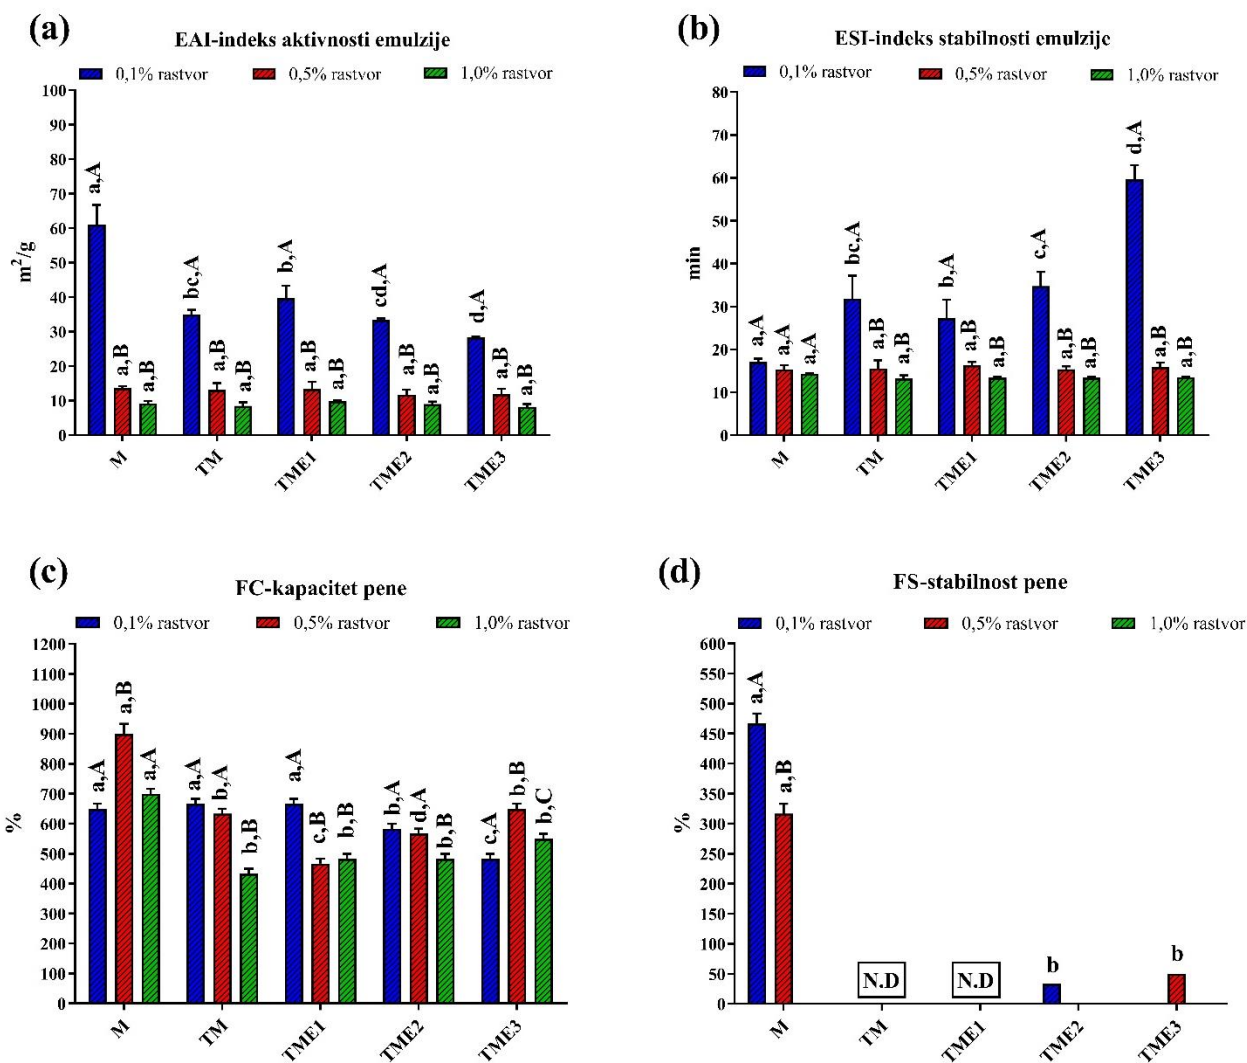 (a)
EAI-indeks aktivnosti emulzije
0,1% rastvor 0,5% rastvor 1,0% rastvor
m²/g
100
90
80
70
60
50
40
30
20
10
0
a,A a,B a,B bc,A a,B a,B b,A a,B a,B cd,A a,B a,B d,A a,B a,B
M TM TME1 TME2 TME3
(b)
ESI-indeks stabilnosti emulzije
0,1% rastvor 0,5% rastvor 1,0% rastvor
min
80
70
60
50
40
30
20
10
0
a,A a,A a,A bc,A a,B a,B b,A a,B a,B c,A a,B a,B d,A a,B a,B
M TM TME1 TME2 TME3
(c)
FC-kapacitet pene
0,1% rastvor 0,5% rastvor 1,0% rastvor
%
1200
1100
1000
900
800
700
600
500
400
300
200
100
0
a,A a,B a,A a,A b,A b,B a,A c,B b,B b,A d,A b,B c,A b,B b,C
M TM TME1 TME2 TME3
(d)
FS-stabilnost pene
0,1% rastvor 0,5% rastvor 1,0% rastvor
%
600
550
500
450
400
350
300
250
200
150
100
50
0
a,A a,B N.D N.D b b
M TM TME1 TME2 TME3